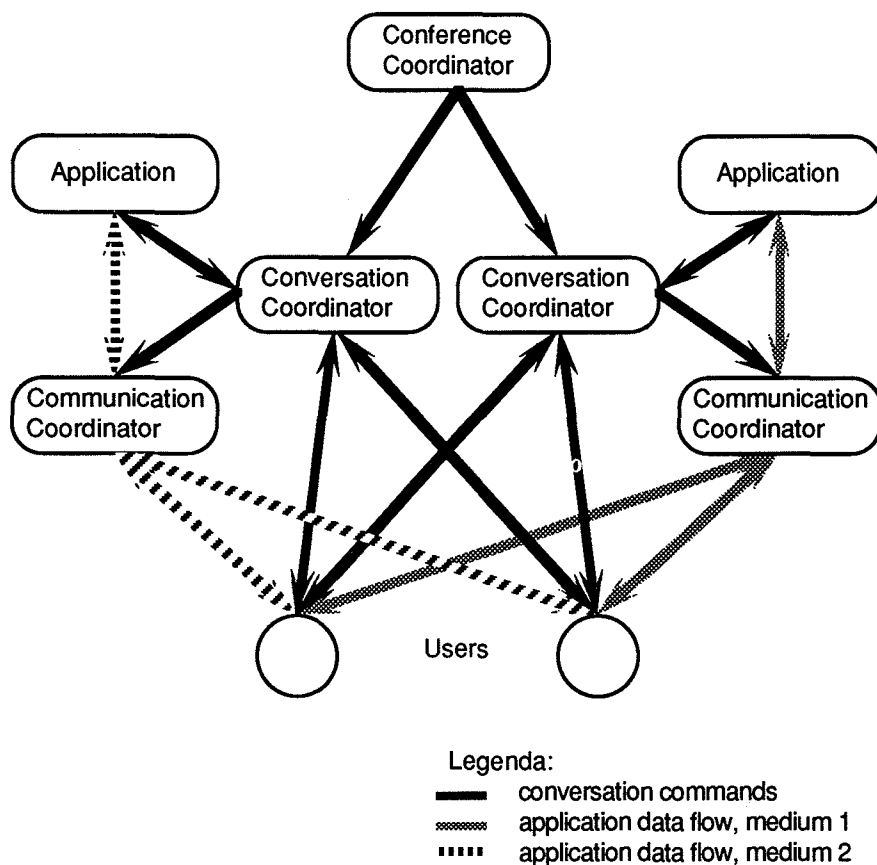 Conference
Coordinator
Application
Application
Conversation
Coordinator
Conversation
Coordinator
Communication
Coordinator
Communication
Coordinator
Users
Legenda:
conversation commands
application data flow, medium 1
application data flow, medium 2